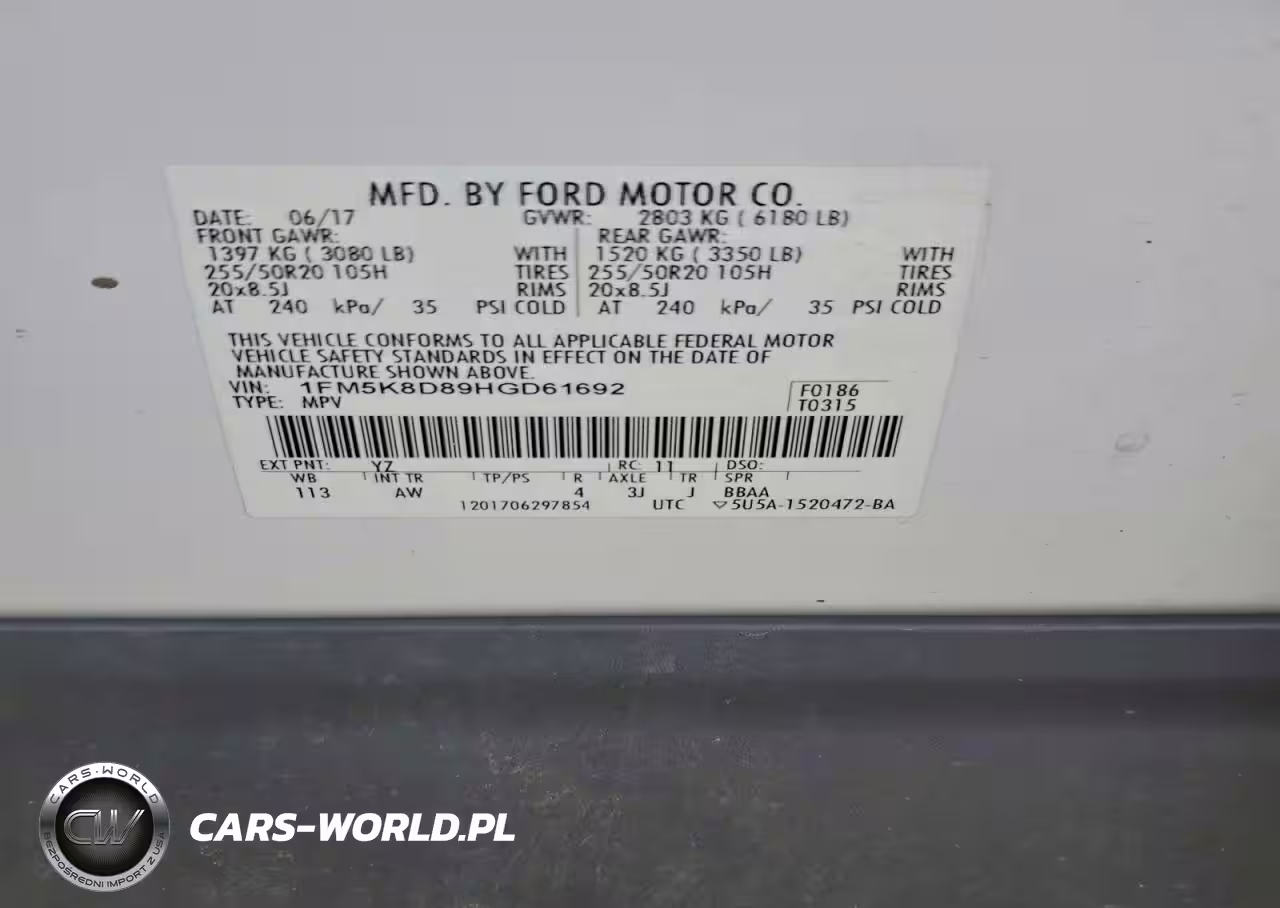 MFD. BY FORD MOTOR CO.
DATE: 06/17 GVWR: 2803 KG ( 6180 LB)
FRONT GAWR: REAR GAWR:
1397 KG ( 3080 LB) WITH 1520 KG ( 3350 LB) WITH
255/50R20 105H TIRES 255/50R20 105H TIRES
20x8.5J RIMS 20x8.5J RIMS
AT 240 kPa/ 35 PSI COLD AT 240 kPa/ 35 PSI COLD
THIS VEHICLE CONFORMS TO ALL APPLICABLE FEDERAL MOTOR
VEHICLE SAFETY STANDARDS IN EFFECT ON THE DATE OF
MANUFACTURE SHOWN ABOVE.
VIN: 1FM5K8D89HGD61692 F0186
TYPE: MPV T0315
EXT PNT: YZ RC: 11 DSO:
WB INT TR TP/PS R AXLE TR SPR
113 AW 4 3J J BBAA
1201706297854 UTC ▽5U5A-1520472-BA
CARS-WORLD
CW
BEZPOŚREDNI IMPORT Z USA
CARS-WORLD.PL